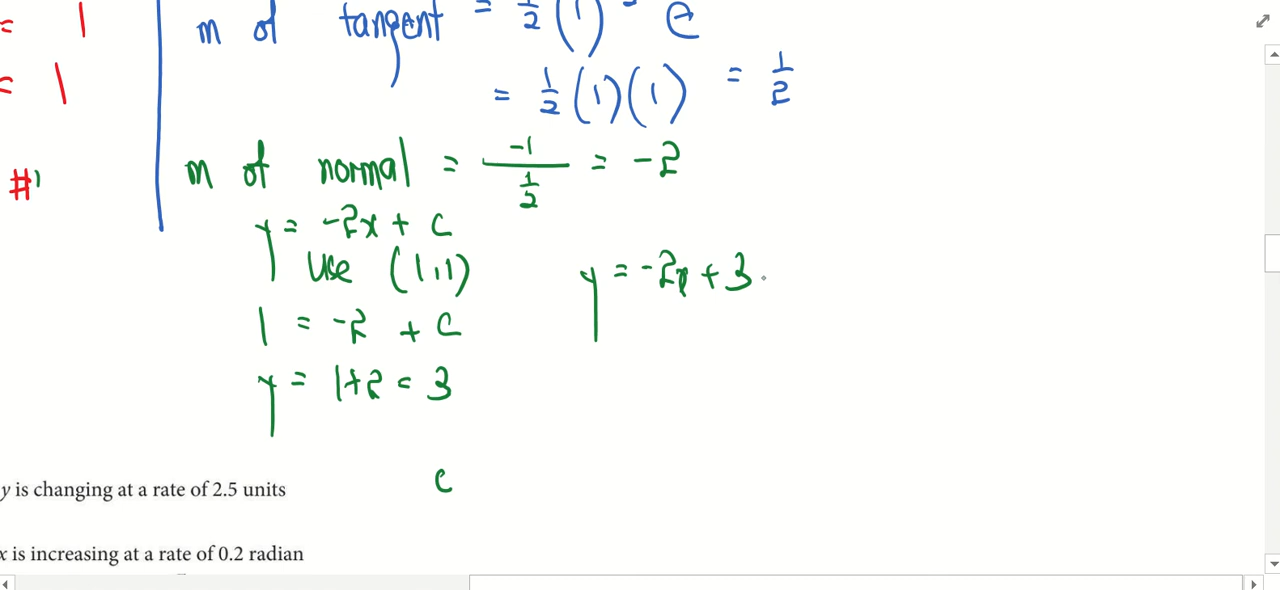 = 1
m of tangent = 1/2 (1) e
= 1
= 1/2 (1)(1) = 1/2
#1
m of normal = -1 / 1/2 = -2
y = -2x + c
use (1,1)
y = -2x + 3
1 = -2 + c
y = 1+2 = 3
c
y is changing at a rate of 2.5 units
x is increasing at a rate of 0.2 radian